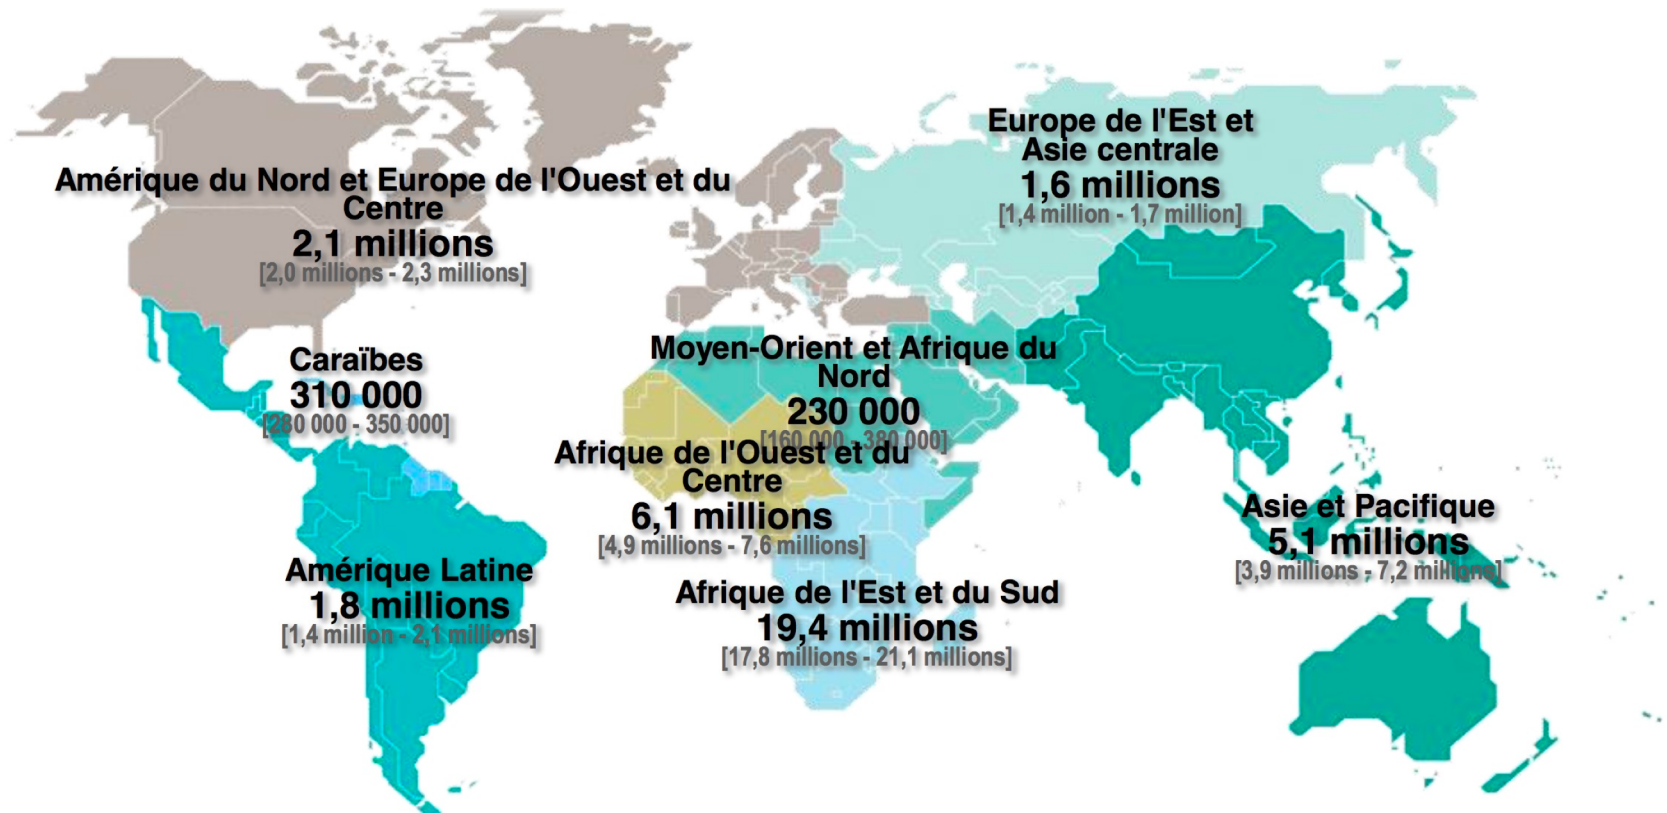 Amérique du Nord et Europe de l'Ouest et du
Centre
2,1 millions
[2,0 millions - 2,3 millions]
Europe de l'Est et
Asie centrale
1,6 millions
[1,4 million - 1,7 million]
Caraïbes
310 000
[280 000 - 350 000]
Moyen-Orient et Afrique du
Nord
230 000
[160 000 - 380 000]
Afrique de l'Ouest et du
Centre
6,1 millions
[4,9 millions - 7,6 millions]
Asie et Pacifique
5,1 millions
[3,9 millions - 7,2 millions]
Amérique Latine
1,8 millions
[1,4 million - 2,1 millions]
Afrique de l'Est et du Sud
19,4 millions
[17,8 millions - 21,1 millions]